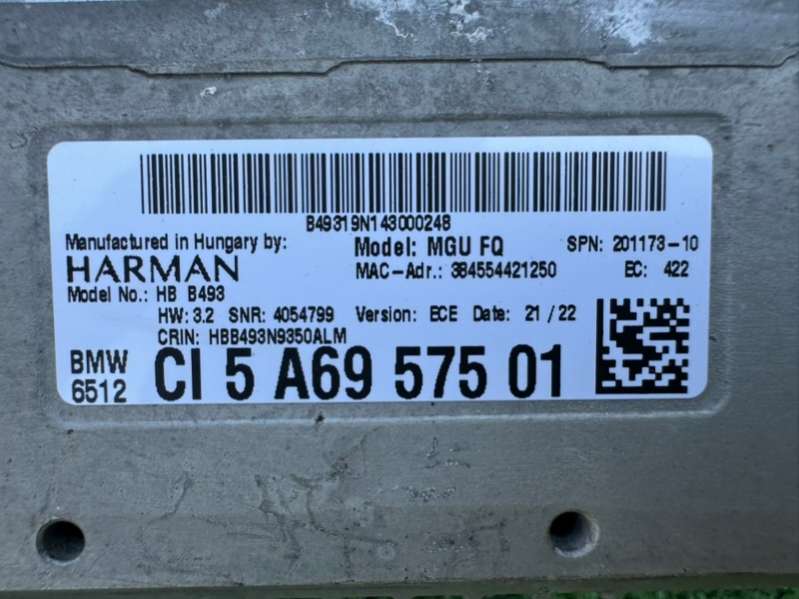 B49319N143000248
Manufactured in Hungary by:
HARMAN
Model: MGU FQ
SPN: 201173-10
MAC-Adr.: 384554421250
EC: 422
Model No.: HB B493
HW: 3.2 SNR: 4054799 Version: ECE Date: 21 / 22
CRIN: HBB493N9350ALM
BMW
6512
CI 5 A69 575 01